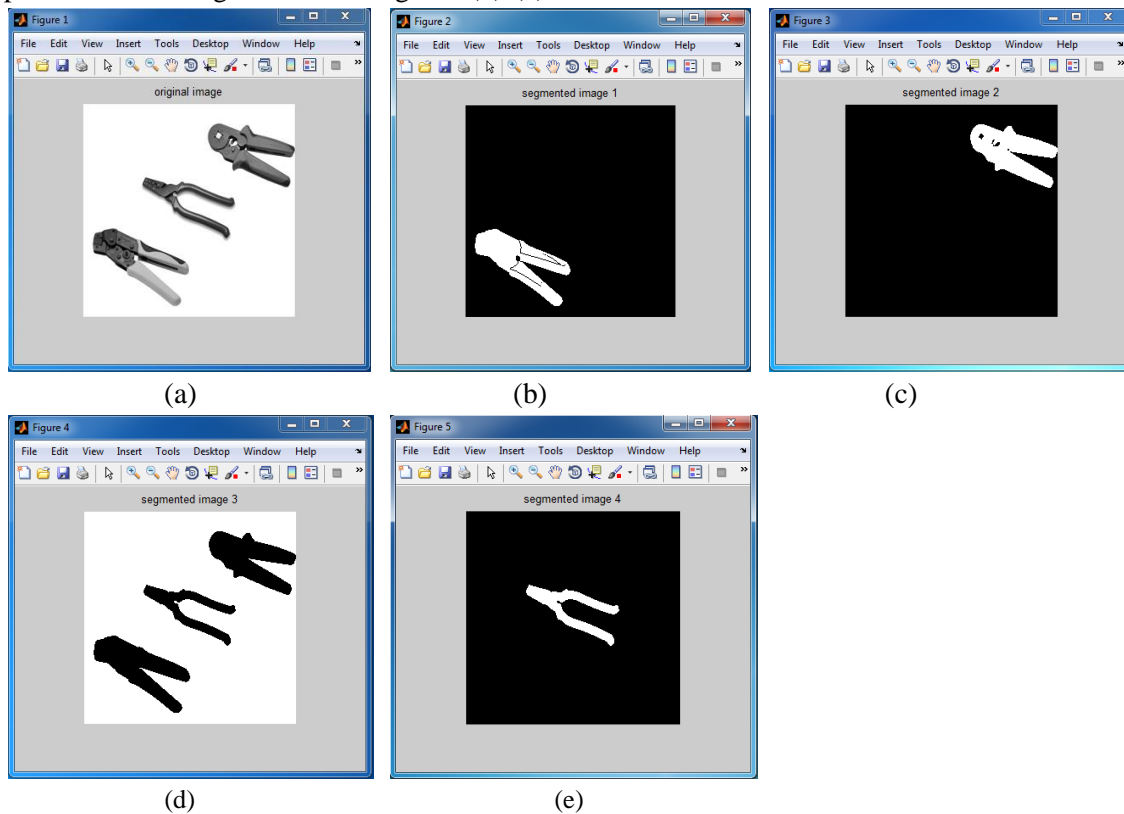 Figure 1
File Edit View Insert Tools Desktop Window Help
original image
(a)
Figure 2
File Edit View Insert Tools Desktop Window Help
segmented image 1
(b)
Figure 3
File Edit View Insert Tools Desktop Window Help
segmented image 2
(c)
Figure 4
File Edit View Insert Tools Desktop Window Help
segmented image 3
(d)
Figure 5
File Edit View Insert Tools Desktop Window Help
segmented image 4
(e)